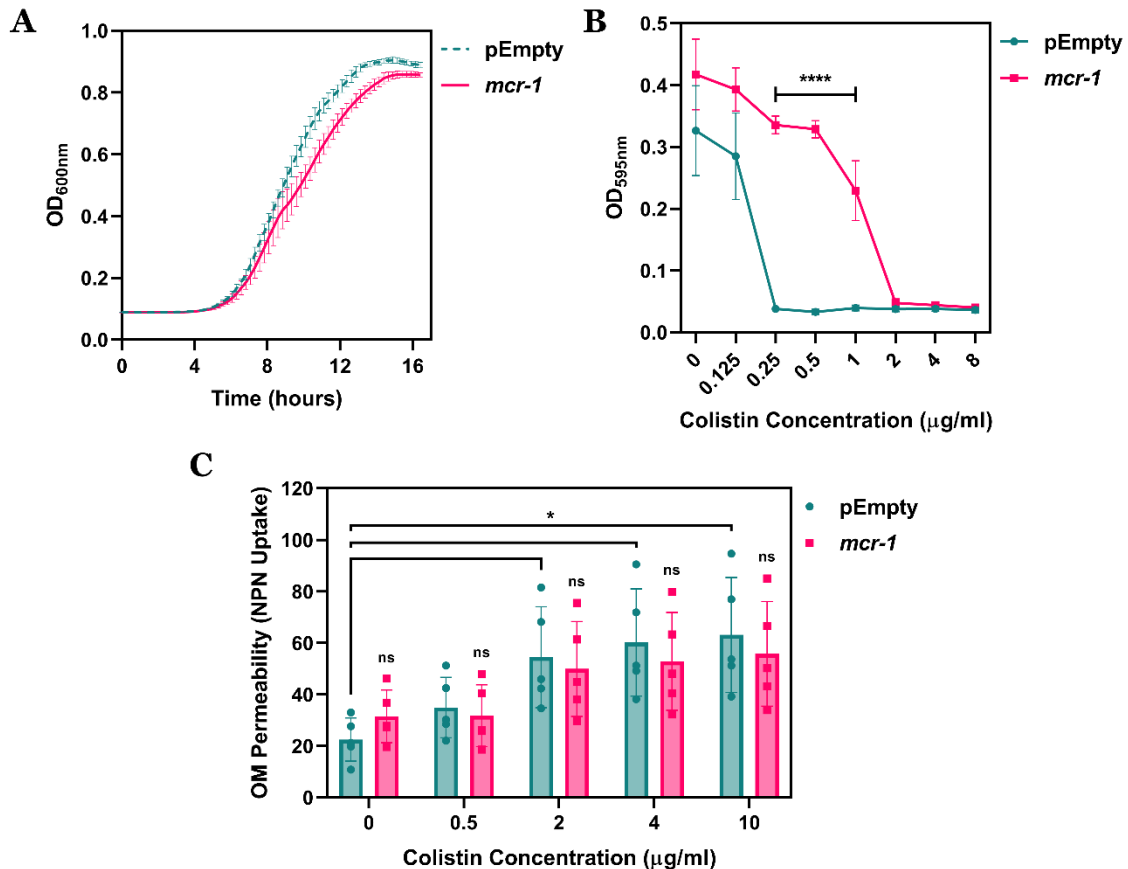 A
OD600nm
1.0
0.8
0.6
0.4
0.2
0.0
0
4
8
12
16
Time (hours)
pEmpty
mcr-1
B
OD595nm
0.5
0.4
0.3
0.2
0.1
0.0
****
0
0.125
0.25
0.5
1
2
4
8
Colistin Concentration (μg/ml)
pEmpty
mcr-1
C
OM Permeability (NPN Uptake)
120
100
80
60
40
20
0
*
ns
ns
ns
ns
ns
0
0.5
2
4
10
Colistin Concentration (μg/ml)
pEmpty
mcr-1